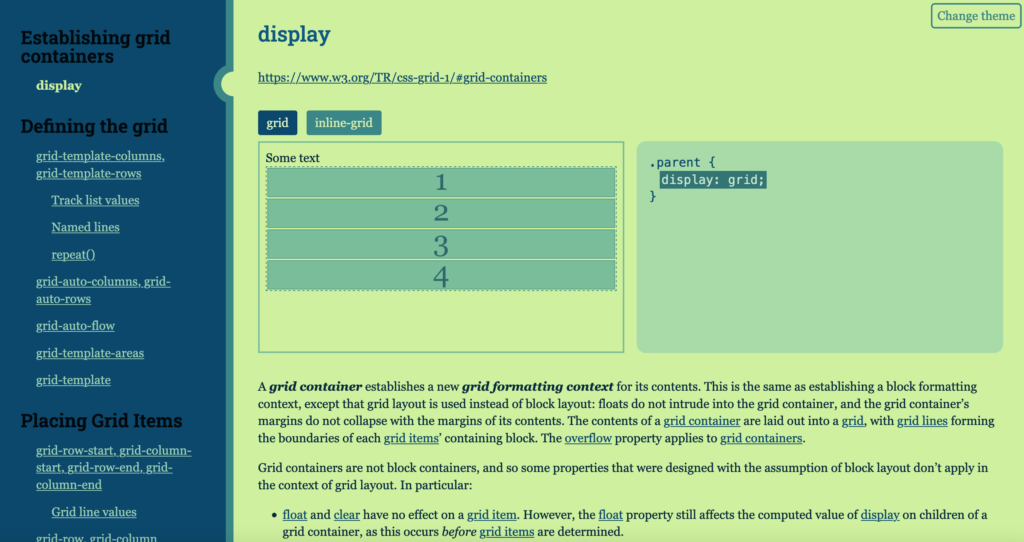 Change theme
Establishing grid
containers
display
Defining the grid
grid-template-columns,
grid-template-rows
Track list values
Named lines
repeat()
grid-auto-columns, grid-
auto-rows
grid-auto-flow
grid-template-areas
grid-template
Placing Grid Items
grid-row-start, grid-column-
start, grid-row-end, grid-
column-end
Grid line values
grid-row, grid-column
display
https://www.w3.org/TR/css-grid-1/#grid-containers
grid inline-grid
Some text
1
2
3
4
.parent {
display: grid;
}
A grid container establishes a new grid formatting context for its contents. This is the same as establishing a block formatting
context, except that grid layout is used instead of block layout: floats do not intrude into the grid container, and the grid container’s
margins do not collapse with the margins of its contents. The contents of a grid container are laid out into a grid, with grid lines forming
the boundaries of each grid items’ containing block. The overflow property applies to grid containers.
Grid containers are not block containers, and so some properties that were designed with the assumption of block layout don’t apply in
the context of grid layout. In particular:
• float and clear have no effect on a grid item. However, the float property still affects the computed value of display on children of a
grid container, as this occurs before grid items are determined.